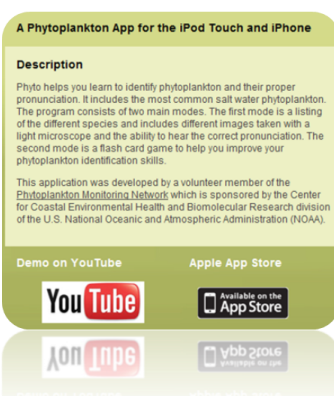 A Phytoplankton App for the iPod Touch and iPhone
Description
Phyto helps you learn to identify phytoplankton and their proper
pronunciation. It includes the most common salt water phytoplankton.
The program consists of two main modes. The first mode is a listing
of the different species and includes different images taken with a
light microscope and the ability to hear the correct pronunciation. The
second mode is a flash card game to help you improve your
phytoplankton identification skills.
This application was developed by a volunteer member of the
Phytoplankton Monitoring Network which is sponsored by the Center
for Coastal Environmental Health and Biomolecular Research division
of the U.S. National Oceanic and Atmospheric Administration (NOAA).
Demo on YouTube Apple App Store
YouTube
Available on the
App Store